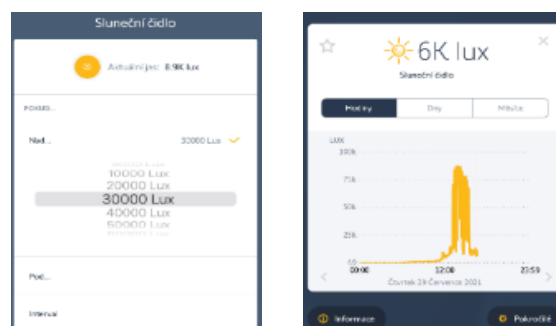 Sluneční čidlo
Aktuální jas: 8.9K lux
POKUD...
Nad... 30000 Lux
10000 Lux
20000 Lux
30000 Lux
40000 Lux
50000 Lux
Pod...
Interval
6K lux
Sluneční čidlo
Hodiny Dny Měsíce
LUX
100k
75k
50k
25k
00:00 12:00 23:59
Čtvrtek 29 Července 2021
Informace Pokročilé